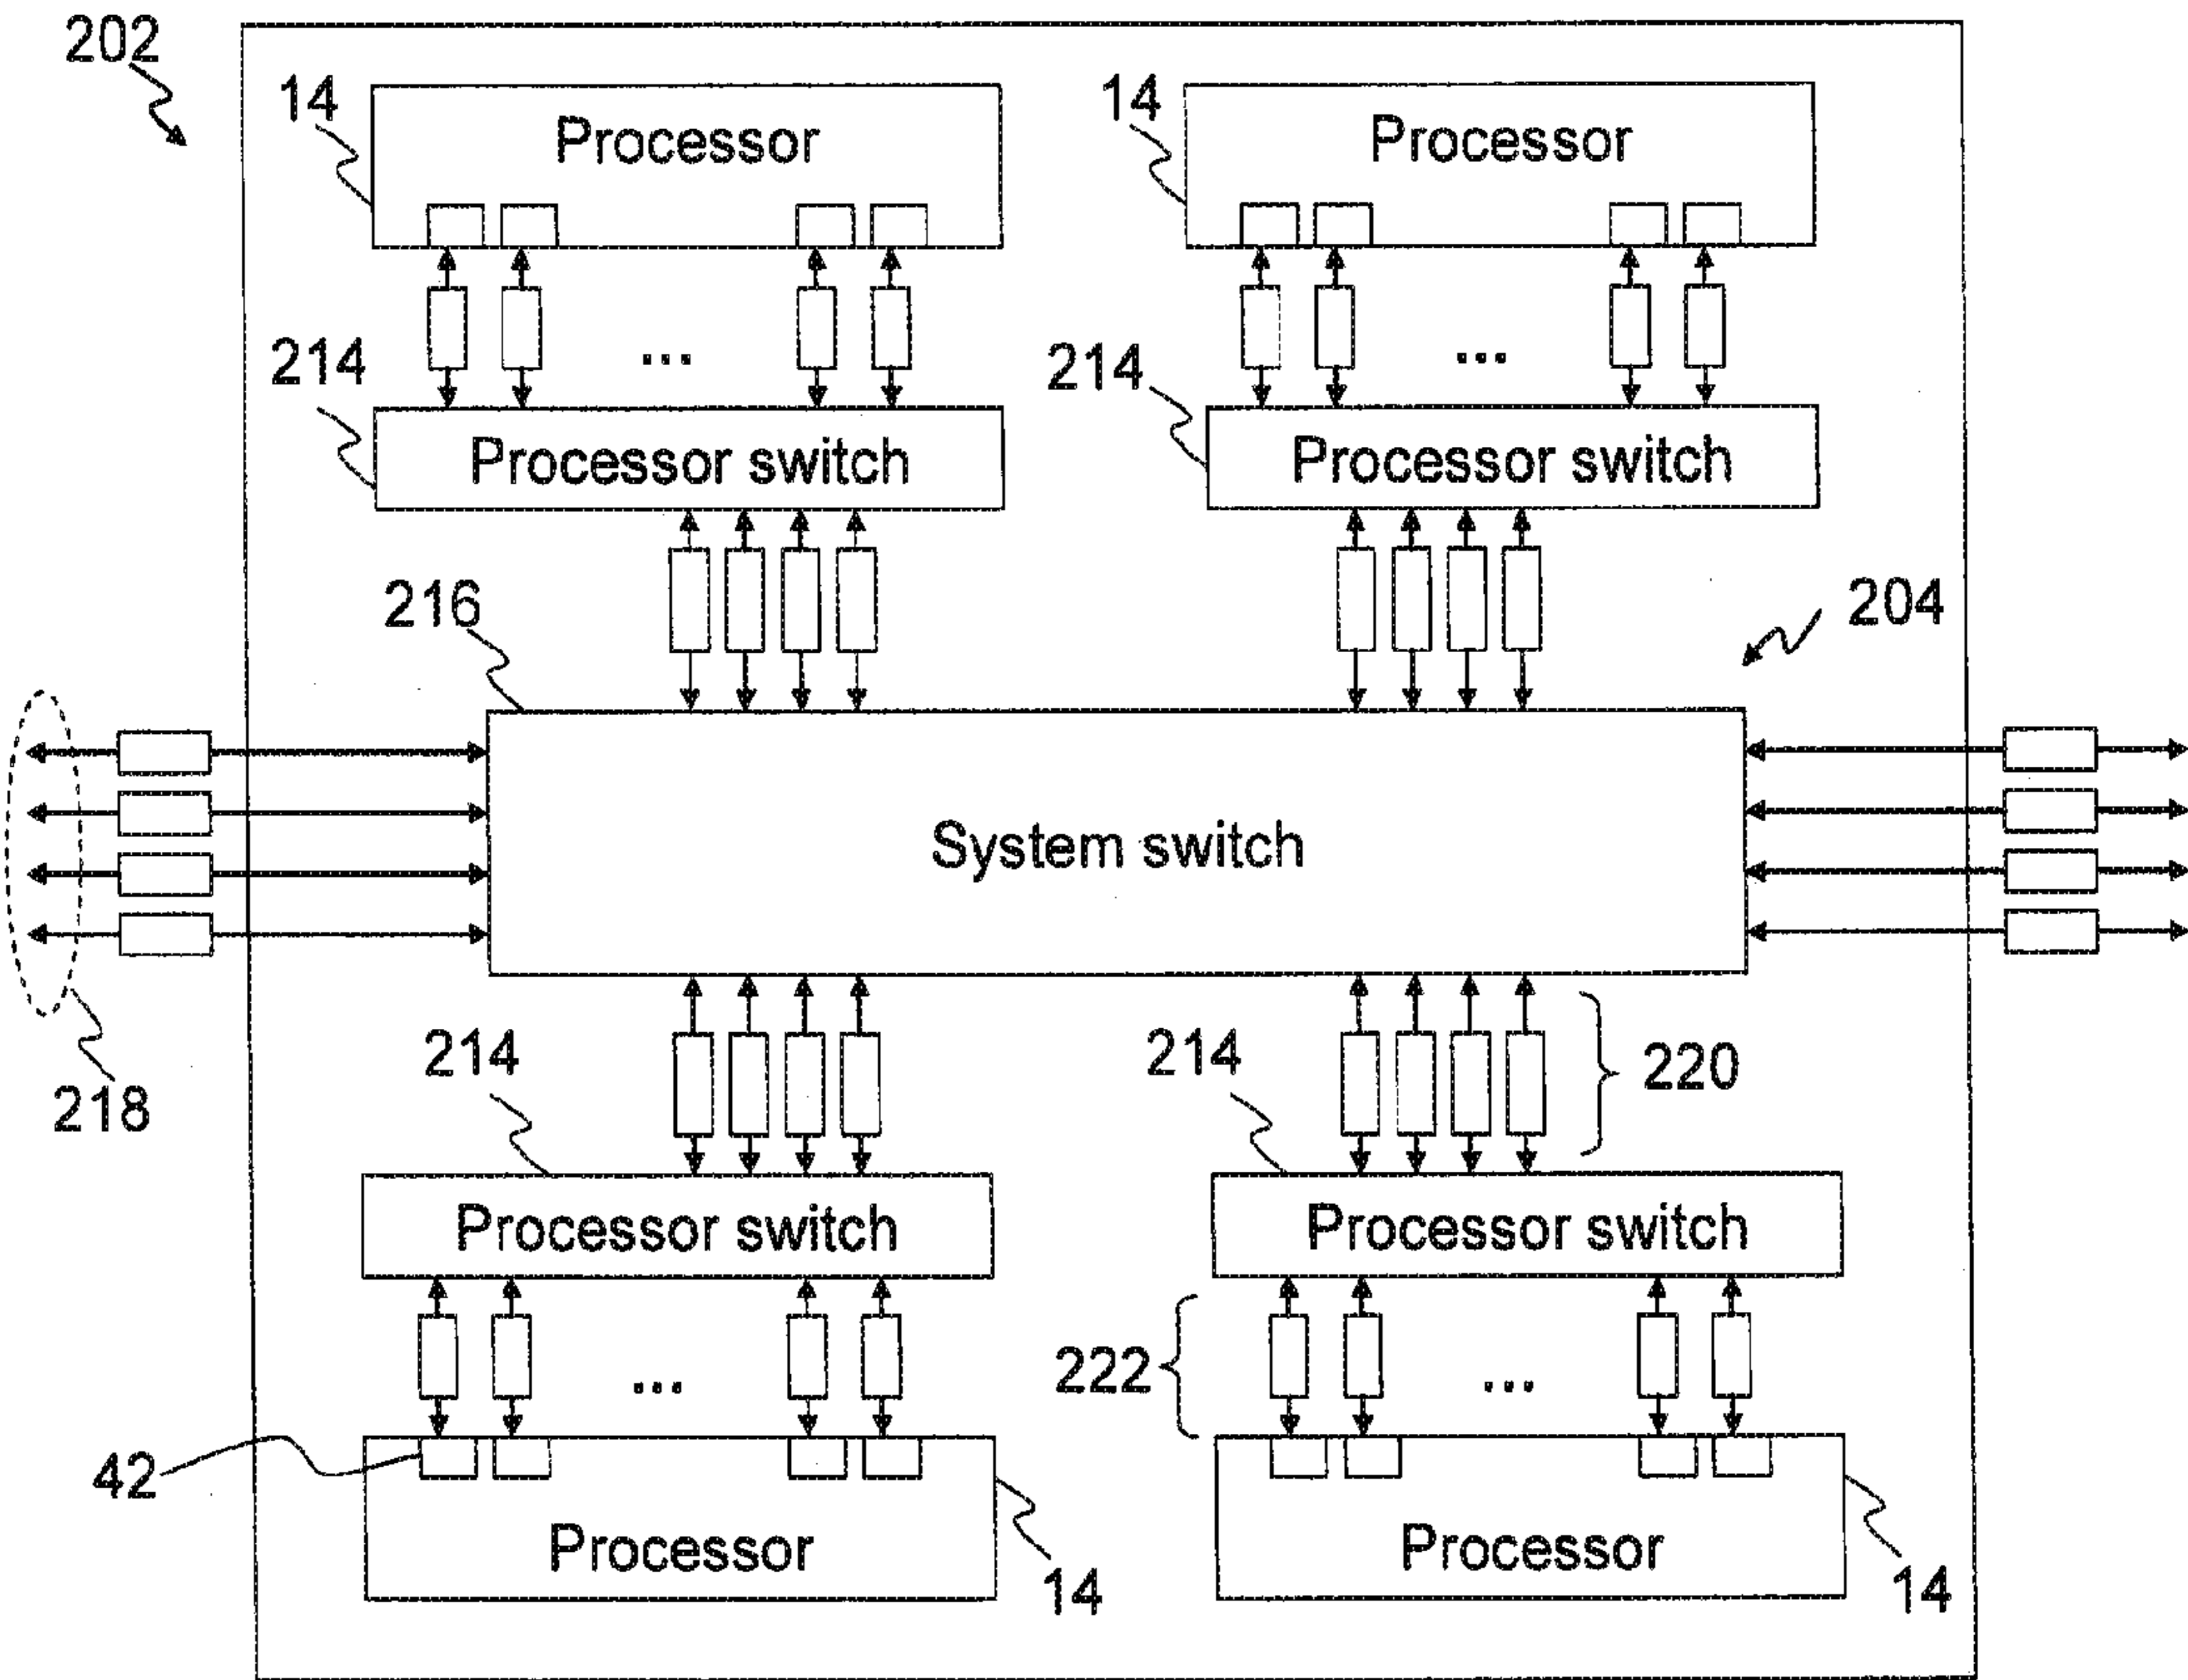 202
14
Processor
14
Processor
...
...
214
Processor switch
214
Processor switch
216
204
System switch
218
214
214
220
Processor switch
Processor switch
222
...
...
42
Processor
14
Processor
14